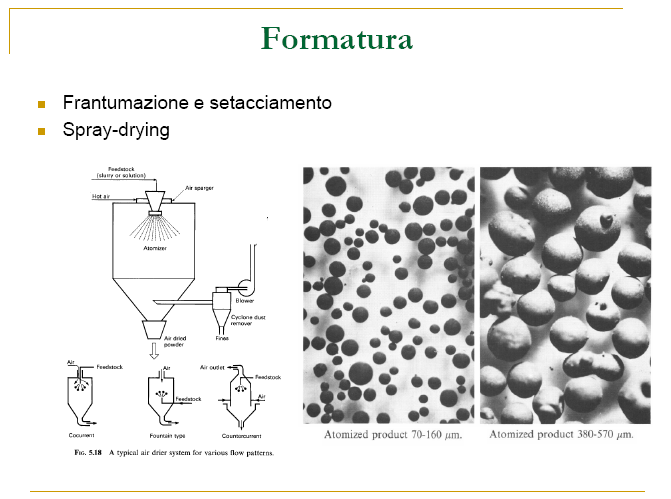 Formatura
Frantumazione e setacciamento
Spray-drying
Feedstock
(slurry or solution)
Air sparger
Hot air
Atomizer
Blower
Cyclone dust
remover
Fines
Air dried
powder
Air
Feedstock
Cocurrent
Air
Feedstock
Fountain type
Air outlet
Feedstock
Air
Countercurrent
FIG. 5.18 A typical air drier system for various flow patterns.
Atomized product 70-160 μm.
Atomized product 380-570 μm.